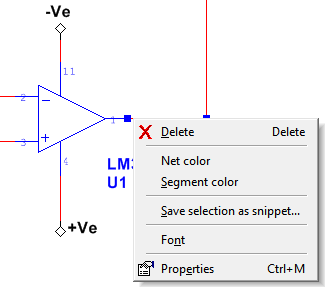 -Ve
11
2
1
3
4
LM3
U1
+Ve
Delete Delete
Net color
Segment color
Save selection as snippet...
Font
Properties Ctrl+M